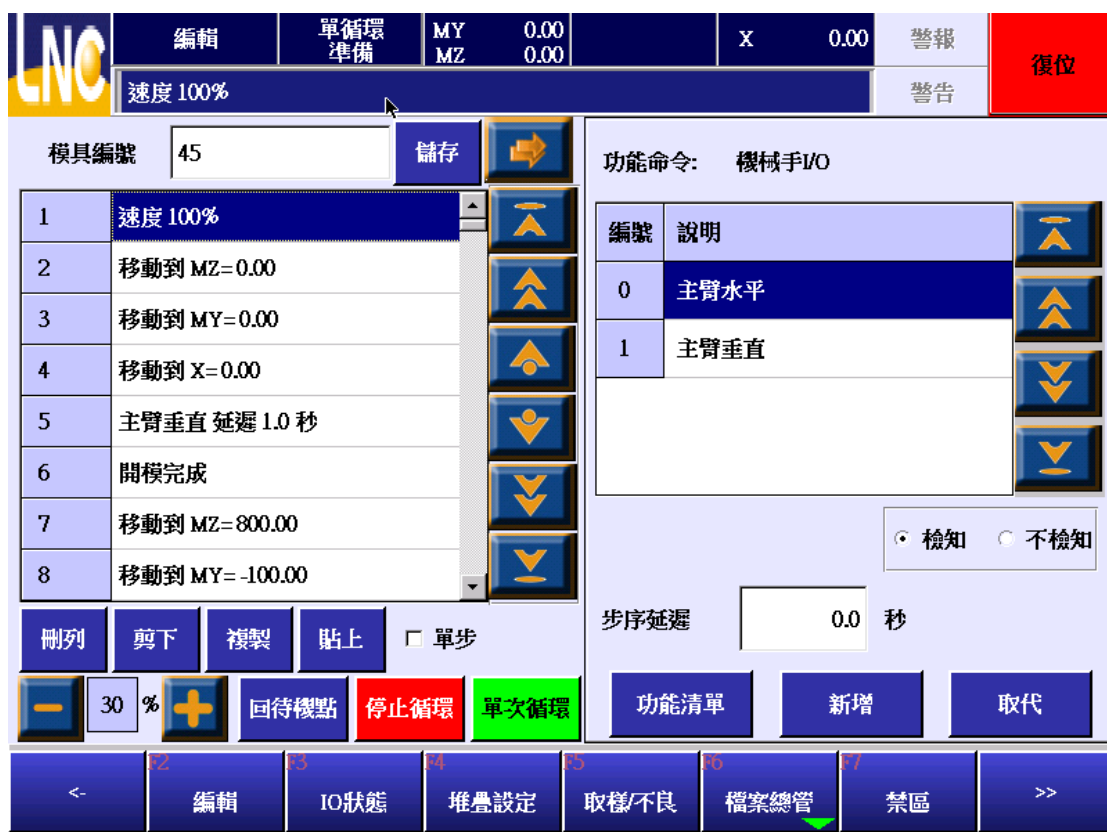 LNC
編輯
單循環
準備
MY 0.00
MZ 0.00
X 0.00
警報
復位
速度 100%
警告
模具編號 45 儲存
1 速度 100%
2 移動到 MZ=0.00
3 移動到 MY=0.00
4 移動到 X=0.00
5 主臂垂直 延遲 1.0 秒
6 開模完成
7 移動到 MZ=800.00
8 移動到 MY=-100.00
刪列 剪下 複製 貼上 單步
30 % 回待機點 停止循環 單次循環
功能命令: 機械手I/O
編號 說明
0 主臂水平
1 主臂垂直
檢知 不檢知
步序延遲 0.0 秒
功能清單 新增 取代
<-
F2 編輯
F3 IO狀態
F4 堆疊設定
F5 取樣/不良
F6 檔案總管
F7 禁區
>>